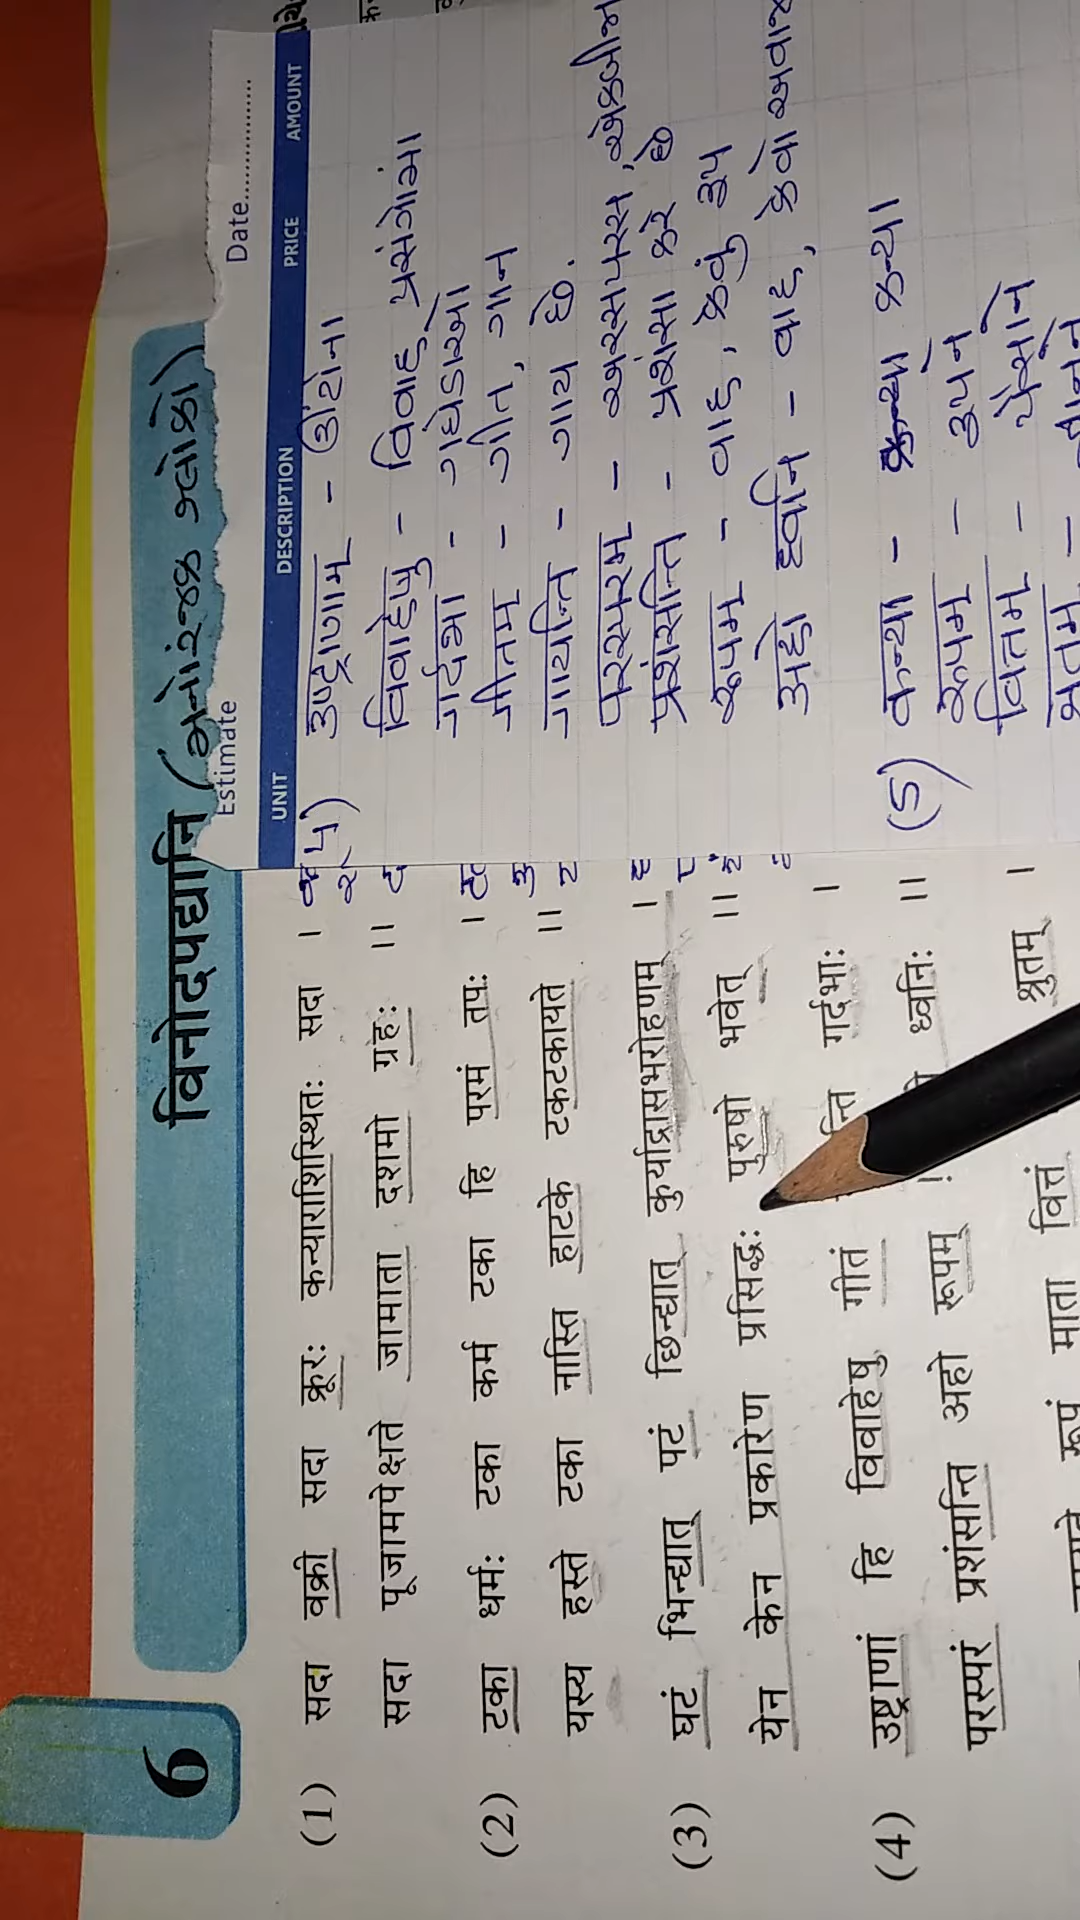 6
विनोदपद्यानि (મનોરંજક શ્લોકો)
(1) सदा वक्रो सदा क्रूरः कन्याराशिस्थितः सदा ।
सदा पूजामपेक्षते जामाता दशमो ग्रहः ॥
(2) टका धर्मः टका कर्म टका हि परमं तपः ।
यस्य हस्ते टका नास्ति हाटके टकटकायते ॥
(3) घटं भिन्द्यात् पटं छिन्द्यात् कुर्याद्रासभरोहणम् ।
येन केन प्रकारेण प्रसिद्धः पुरुषो भवेत् ॥
(4) उष्ट्राणां हि विवाहेषु गीतं गर्दभाः ।
परस्परं प्रशंसन्ति अहो रूपम् ध्वनिः ॥
रूपं माता वित्तं श्रुतम् ।
Estimate Date..............
UNIT DESCRIPTION PRICE AMOUNT
૪) उष्ट्राणाम् - ઊંટોના
विवाहेषु - વિવાહ પ્રસંગોમાં
गर्दभा - ગધેડાઓ
गीतम् - ગીત, ગાન
गायन्ति - ગાય છે.
परस्परम् - અરસપરસ,
प्रशंसन्ति - પ્રશંસા કરે છે
रूपम् - વાહ, કેવું રૂપ
अहो ध्वनि - વાહ, કેવો અવાજ
(5) कन्या - કન્યા
रूपम् - રૂપને
वित्तम् - પૈસાને